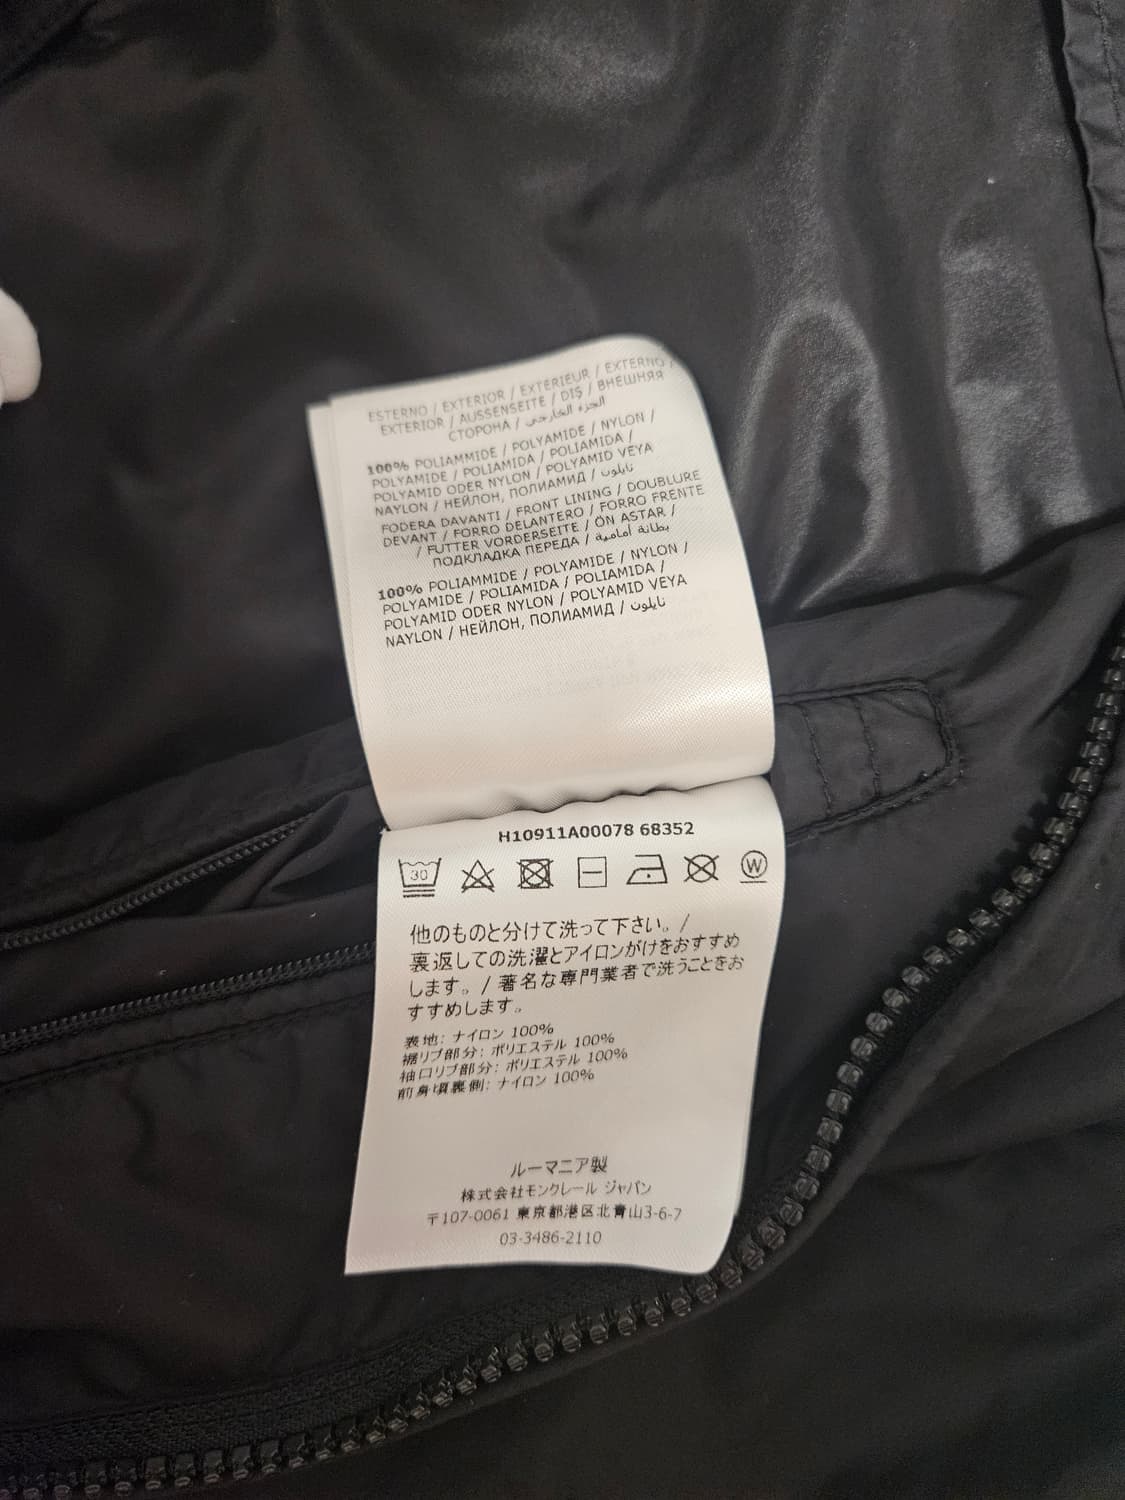 ESTERNO / EXTERIOR / EXTÉRIEUR / EXTERNO /
EXTERIOR / AUSSENSEITE / DIŞ / ВНЕШНЯЯ
СТОРОНА / الجزء الخارجي
100% POLIAMMIDE / POLYAMIDE / NYLON /
POLYAMIDE / POLIAMIDA / POLIAMIDA /
POLYAMID ODER NYLON / POLYAMID VEYA
NAYLON / НЕЙЛОН, ПОЛИАМИД / نايلون
FODERA DAVANTI / FRONT LINING / DOUBLURE
DEVANT / FORRO DELANTERO / FORRO FRENTE
/ FUTTER VORDERSEITE / ÖN ASTAR /
ПОДКЛАДКА ПЕРЕДА / بطانة أمامية
100% POLIAMMIDE / POLYAMIDE / NYLON /
POLYAMIDE / POLIAMIDA / POLIAMIDA /
POLYAMID ODER NYLON / POLYAMID VEYA
NAYLON / НЕЙЛОН, ПОЛИАМИД / نايلون
H10911A00078 68352
30 W
他のものと分けて洗って下さい。/
裏返しての洗濯とアイロンがけをおすすめ
します。/ 著名な専門業者で洗うことをお
すすめします。
表地: ナイロン 100%
裾リブ部分: ポリエステル 100%
袖口リブ部分: ポリエステル 100%
前身頃裏側: ナイロン 100%
ルーマニア製
株式会社モンクレール ジャパン
〒107-0061 東京都港区北青山3-6-7
03-3486-2110